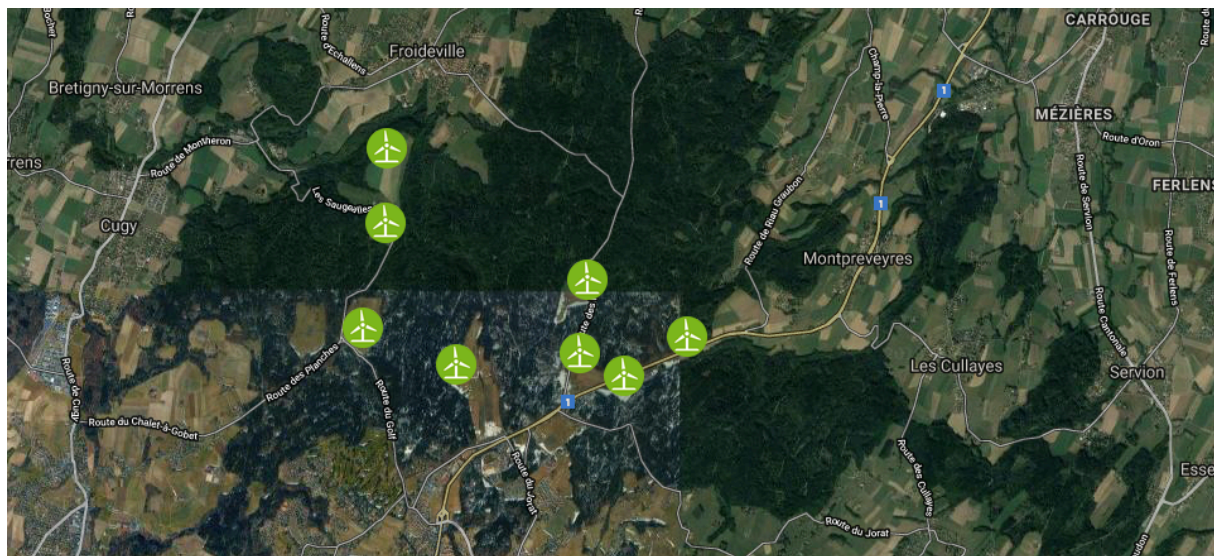 CARROUGE
Route d'Echallens
Froideville
Bretigny-sur-Morrens
Champ-la-Pierre
1
MÉZIÈRES
Route d'Oron
Route de Montheron
rrens
Les Saugealles
FERLENS
Route de Servion
1
Cugy
Route de Riau Graubon
Montpreveyres
Route de Ferlens
Route Cantonale
Route des Planches
Route de Cugy
Les Cullayes
Servion
Route du Golf
1
Route du Chalet-à-Gobet
Route du Jorat
Route des Cullayes
Esse
Route du Jorat